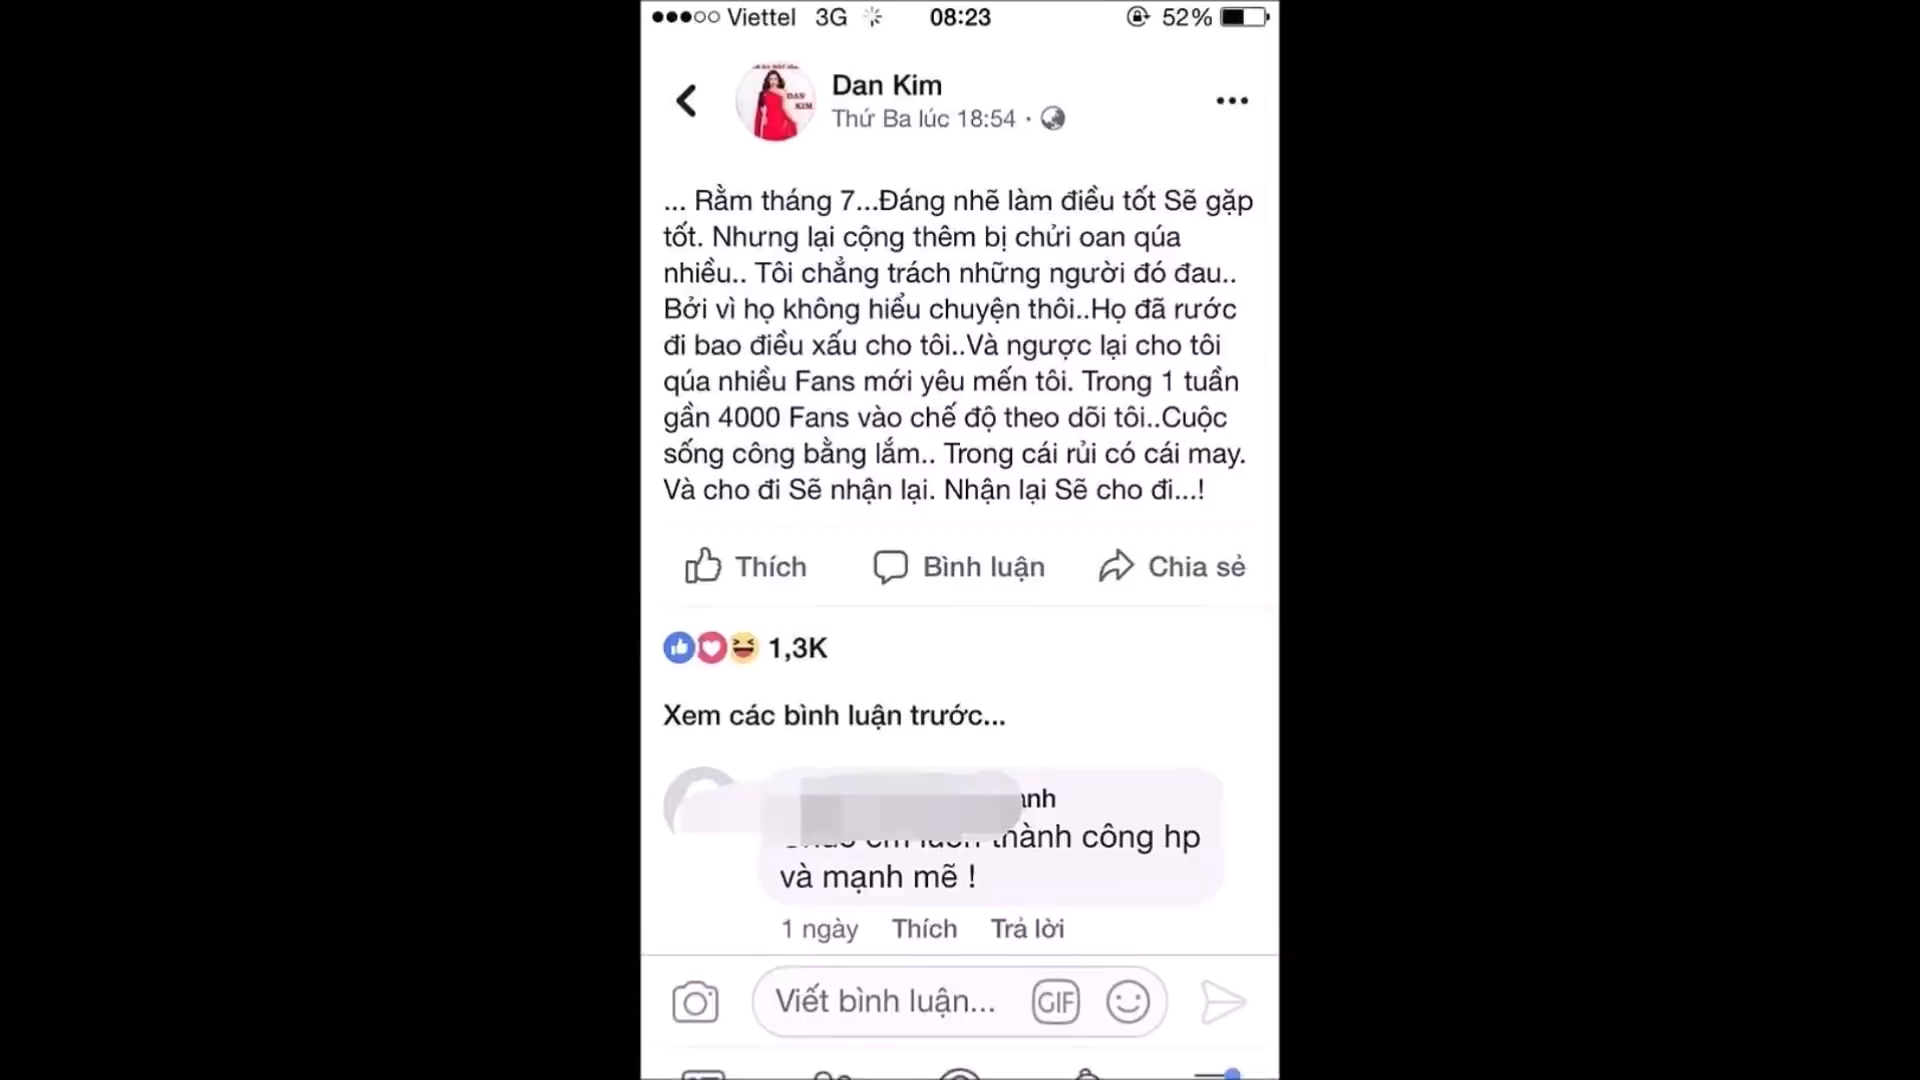 Viettel 3G 08:23 52%
Dan Kim
Thứ Ba lúc 18:54 ·
... Rằm tháng 7...Đáng nhẽ làm điều tốt Sẽ gặp
tốt. Nhưng lại cộng thêm bị chửi oan qúa
nhiều.. Tôi chẳng trách những người đó đau..
Bởi vì họ không hiểu chuyện thôi..Họ đã rước
đi bao điều xấu cho tôi..Và ngược lại cho tôi
qúa nhiều Fans mới yêu mến tôi. Trong 1 tuần
gần 4000 Fans vào chế độ theo dõi tôi..Cuộc
sống công bằng lắm.. Trong cái rủi có cái may.
Và cho đi Sẽ nhận lại. Nhận lại Sẽ cho đi...!
Thích Bình luận Chia sẻ
1,3K
Xem các bình luận trước...
thành công hp
và mạnh mẽ !
1 ngày Thích Trả lời
Viết bình luận... GIF